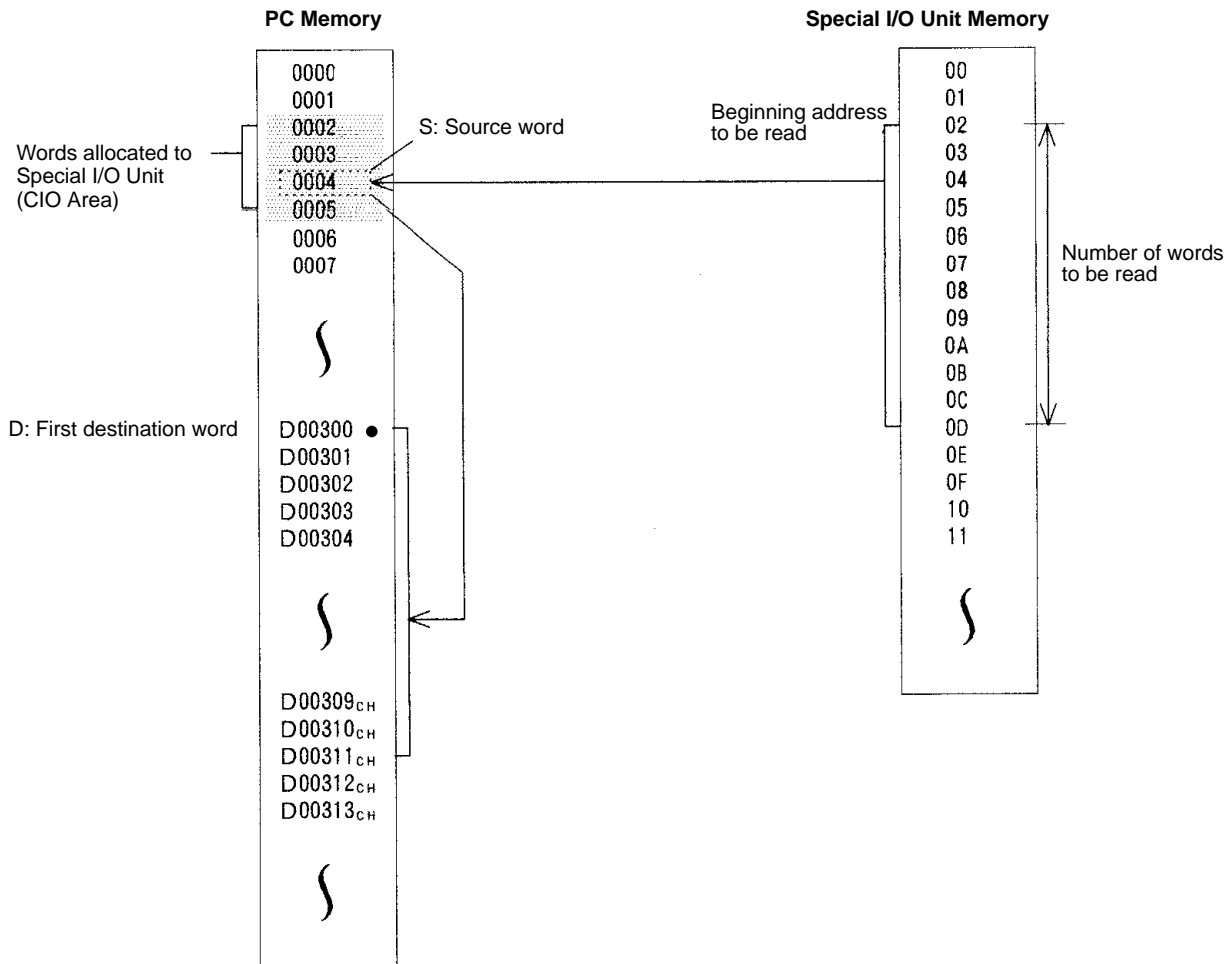 PC Memory
Special I/O Unit Memory
0000
0001
0002
0003
0004
0005
0006
0007
S: Source word
Words allocated to
Special I/O Unit
(CIO Area)
D: First destination word
D00300
D00301
D00302
D00303
D00304
D00309CH
D00310CH
D00311CH
D00312CH
D00313CH
Beginning address
to be read
00
01
02
03
04
05
06
07
08
09
0A
0B
0C
0D
0E
0F
10
11
Number of words
to be read